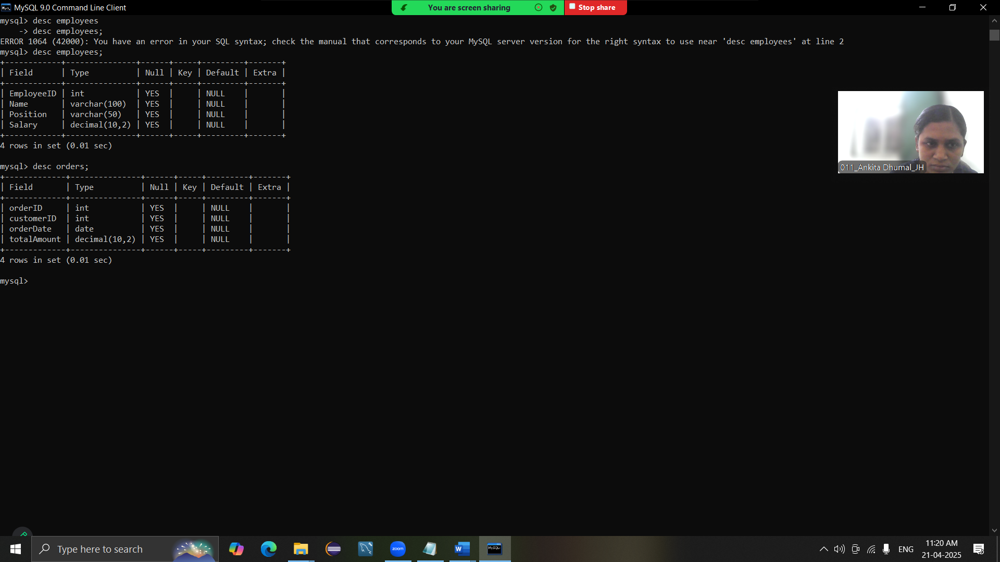 MySQL 9.0 Command Line Client
You are screen sharing
Stop share
mysql> desc employees
    -> desc employees;
ERROR 1064 (42000): You have an error in your SQL syntax; check the manual that corresponds to your MySQL server version for the right syntax to use near 'desc employees' at line 2
mysql> desc employees;
+------------+---------------+------+-----+---------+-------+
| Field      | Type          | Null | Key | Default | Extra |
+------------+---------------+------+-----+---------+-------+
| EmployeeID | int           | YES  |     | NULL    |       |
| Name       | varchar(100)  | YES  |     | NULL    |       |
| Position   | varchar(50)   | YES  |     | NULL    |       |
| Salary     | decimal(10,2) | YES  |     | NULL    |       |
+------------+---------------+------+-----+---------+-------+
4 rows in set (0.01 sec)
mysql> desc orders;
+-------------+---------------+------+-----+---------+-------+
| Field       | Type          | Null | Key | Default | Extra |
+-------------+---------------+------+-----+---------+-------+
| orderID     | int           | YES  |     | NULL    |       |
| customerID  | int           | YES  |     | NULL    |       |
| orderDate   | date          | YES  |     | NULL    |       |
| totalAmount | decimal(10,2) | YES  |     | NULL    |       |
+-------------+---------------+------+-----+---------+-------+
4 rows in set (0.01 sec)
mysql>
011_Ankita Dhumal_JH
Type here to search
zoom
W
MySQL
ENG
11:20 AM
21-04-2025